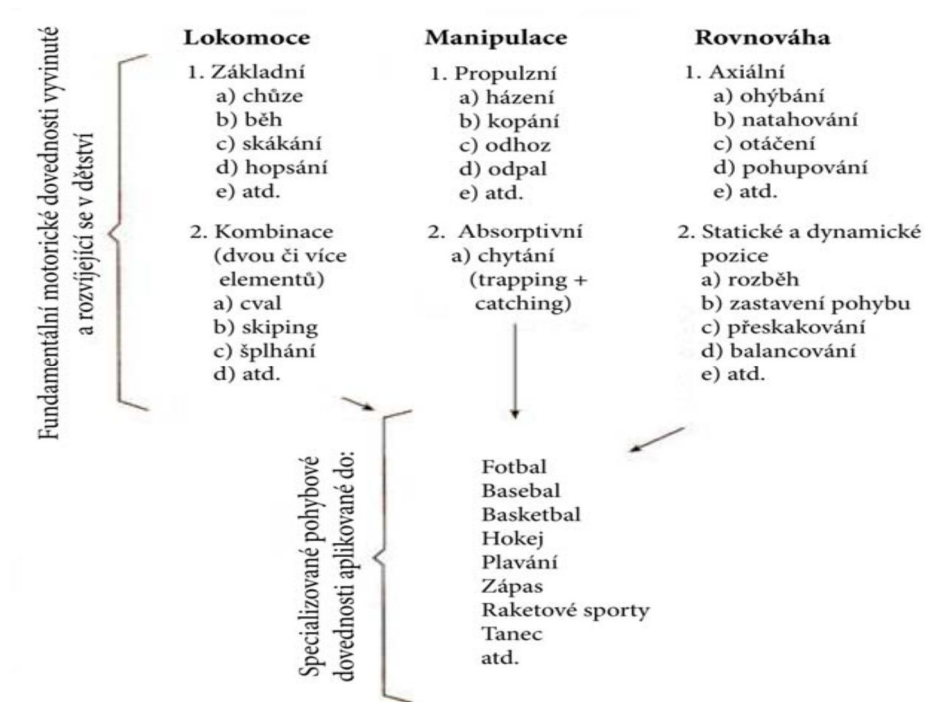 Fundamentální motorické dovednosti vyvinuté
a rozvíjející se v dětství
Lokomoce
1. Základní
a) chůze
b) běh
c) skákání
d) hopsání
e) atd.
2. Kombinace
(dvou či více
elementů)
a) cval
b) skiping
c) šplhání
d) atd.
Manipulace
1. Propulzní
a) házení
b) kopání
c) odhoz
d) odpal
e) atd.
2. Absorptivní
a) chytání
(trapping +
catching)
Rovnováha
1. Axiální
a) ohýbání
b) natahování
c) otáčení
d) pohupování
e) atd.
2. Statické a dynamické
pozice
a) rozběh
b) zastavení pohybu
c) přeskakování
d) balancování
e) atd.
Specializované pohybové
dovednosti aplikované do:
Fotbal
Basebal
Basketbal
Hokej
Plavání
Zápas
Raketové sporty
Tanec
atd.